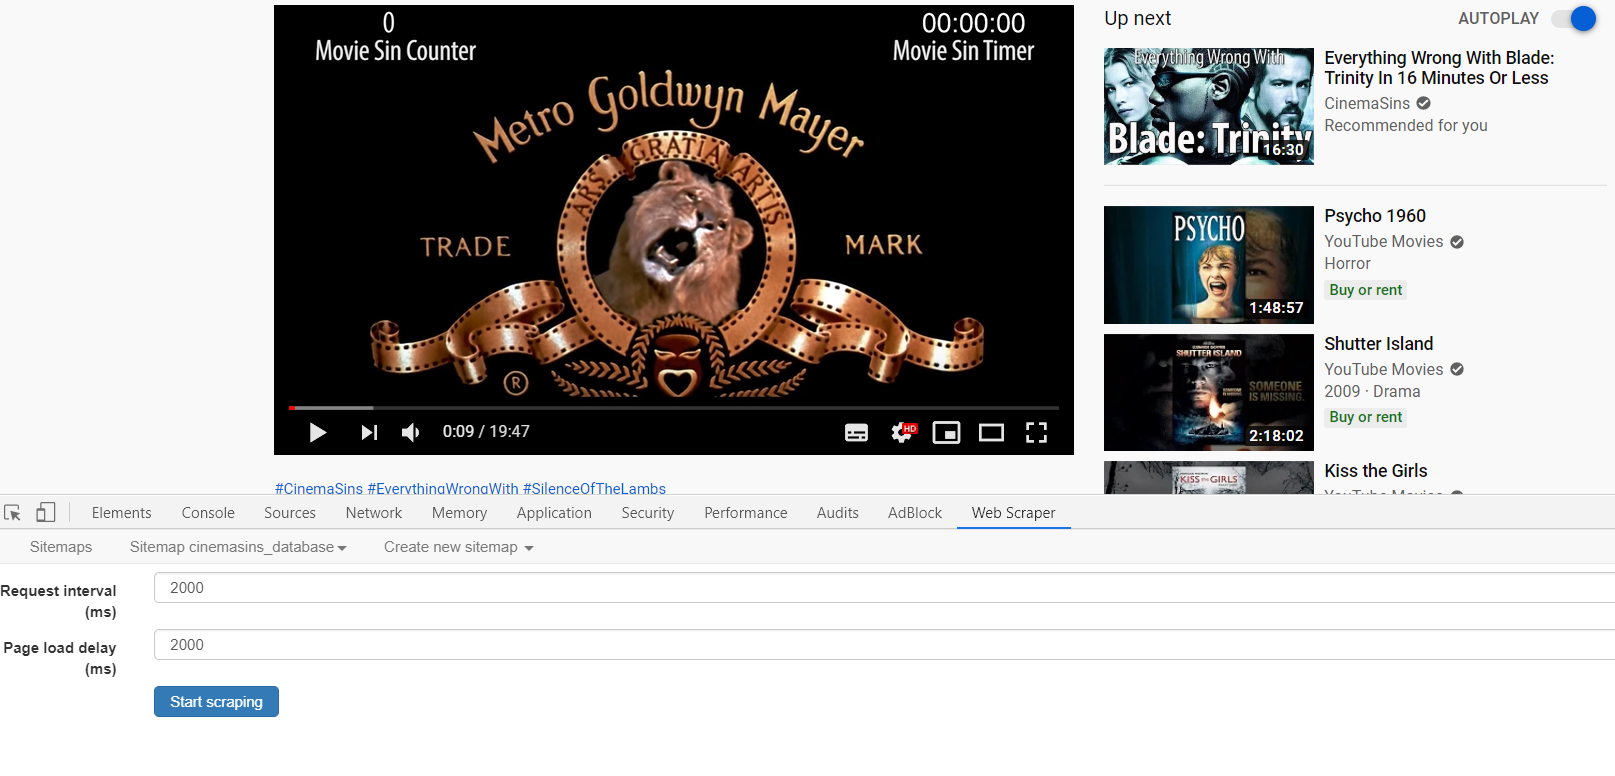 0
Movie Sin Counter
00:00:00
Movie Sin Timer
Metro Goldwyn Mayer
ARS GRATIA ARTIS
TRADE
MARK
®
0:09 / 19:47
HD
#CinemaSins #EverythingWrongWith #SilenceOfTheLambs
Up next
AUTOPLAY
Everything Wrong With
Blade: Trinity
16:30
Everything Wrong With Blade:
Trinity In 16 Minutes Or Less
CinemaSins
Recommended for you
PSYCHO
1:48:57
Psycho 1960
YouTube Movies
Horror
Buy or rent
SHUTTER ISLAND
SOMEONE
IS MISSING.
2:18:02
Shutter Island
YouTube Movies
2009 · Drama
Buy or rent
KISS THE GIRLS
Kiss the Girls
YouTube Movies
Elements
Console
Sources
Network
Memory
Application
Security
Performance
Audits
AdBlock
Web Scraper
Sitemaps
Sitemap cinemasins_database
Create new sitemap
Request interval
(ms)
2000
Page load delay
(ms)
2000
Start scraping